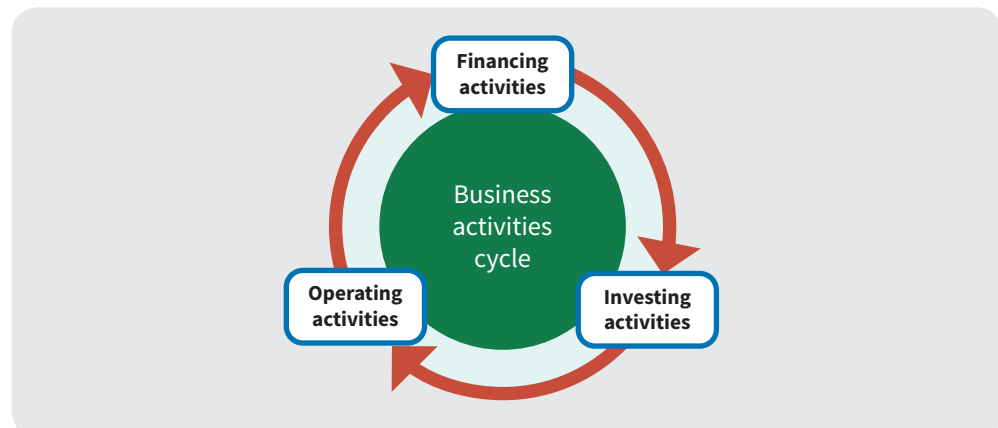 Financing
activities
Business
activities
cycle
Operating
activities
Investing
activities